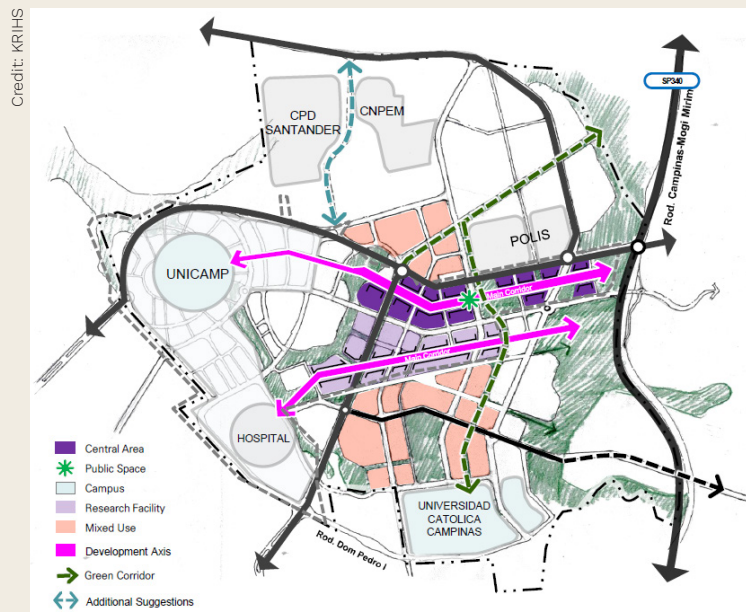 Credit: KRIHS
SP340
CPD
SANTANDER
CNPEM
Rod. Campinas-Mogi Mirim
POLIS
UNICAMP
Main Corridor
Main Corridor
HOSPITAL
UNIVERSIDAD
CATOLICA
CAMPINAS
Rod. Dom Pedro I
Central Area
Public Space
Campus
Research Facility
Mixed Use
Development Axis
Green Corridor
Additional Suggestions